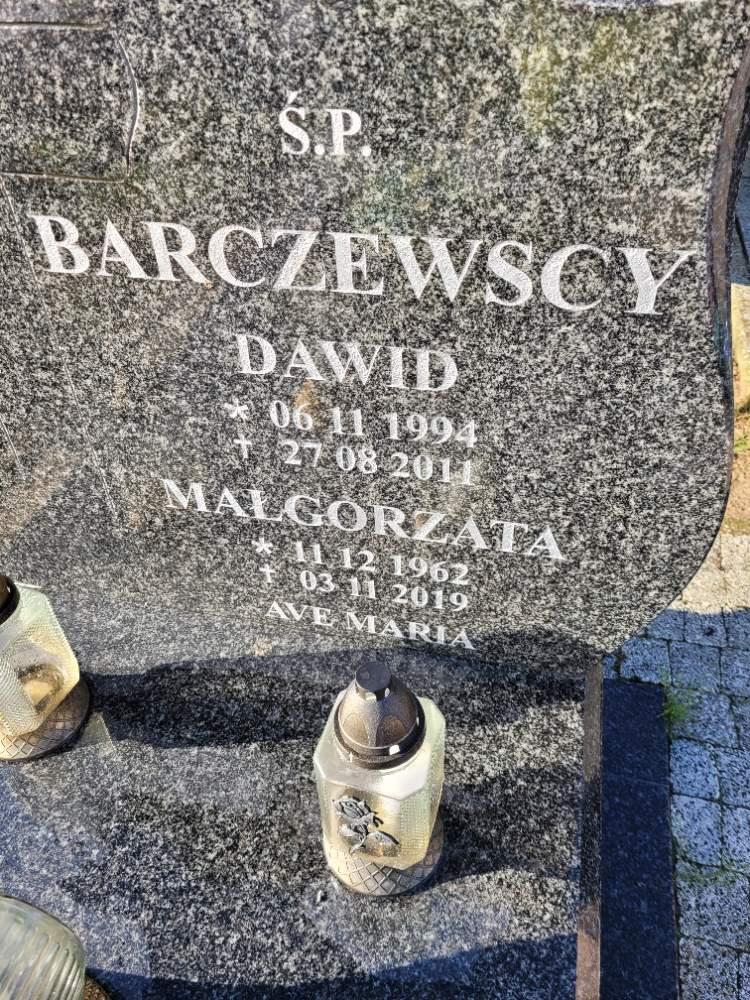 Ś.P.
BARCZEWSCY
DAWID
* 06 11 1994
† 27 08 2011
MAŁGORZATA
* 11 12 1962
† 03 11 2019
AVE MARIA